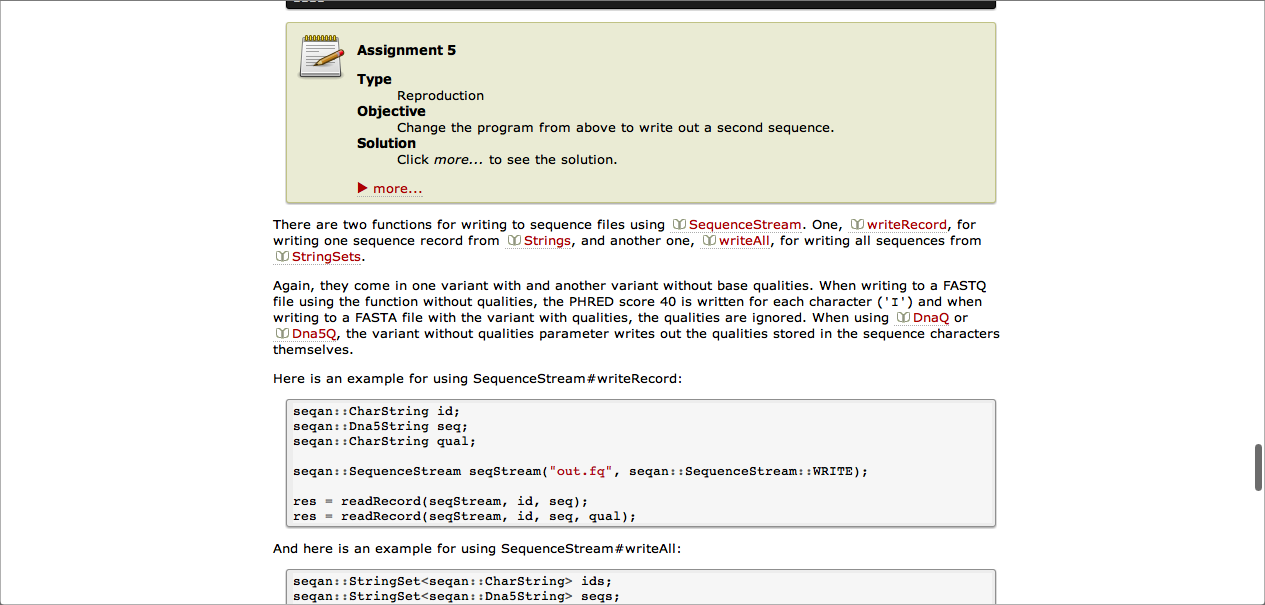 Assignment 5
Type
Reproduction
Objective
Change the program from above to write out a second sequence.
Solution
Click more... to see the solution.
▶ more...
There are two functions for writing to sequence files using SequenceStream. One, writeRecord, for
writing one sequence record from Strings, and another one, writeAll, for writing all sequences from
StringSets.
Again, they come in one variant with and another variant without base qualities. When writing to a FASTQ
file using the function without qualities, the PHRED score 40 is written for each character ('I') and when
writing to a FASTA file with the variant with qualities, the qualities are ignored. When using DnaQ or
Dna5Q, the variant without qualities parameter writes out the qualities stored in the sequence characters
themselves.
Here is an example for using SequenceStream#writeRecord:
seqan::CharString id;
seqan::Dna5String seq;
seqan::CharString qual;
seqan::SequenceStream seqStream("out.fq", seqan::SequenceStream::WRITE);
res = readRecord(seqStream, id, seq);
res = readRecord(seqStream, id, seq, qual);
And here is an example for using SequenceStream#writeAll:
seqan::StringSet<seqan::CharString> ids;
seqan::StringSet<seqan::Dna5String> seqs;